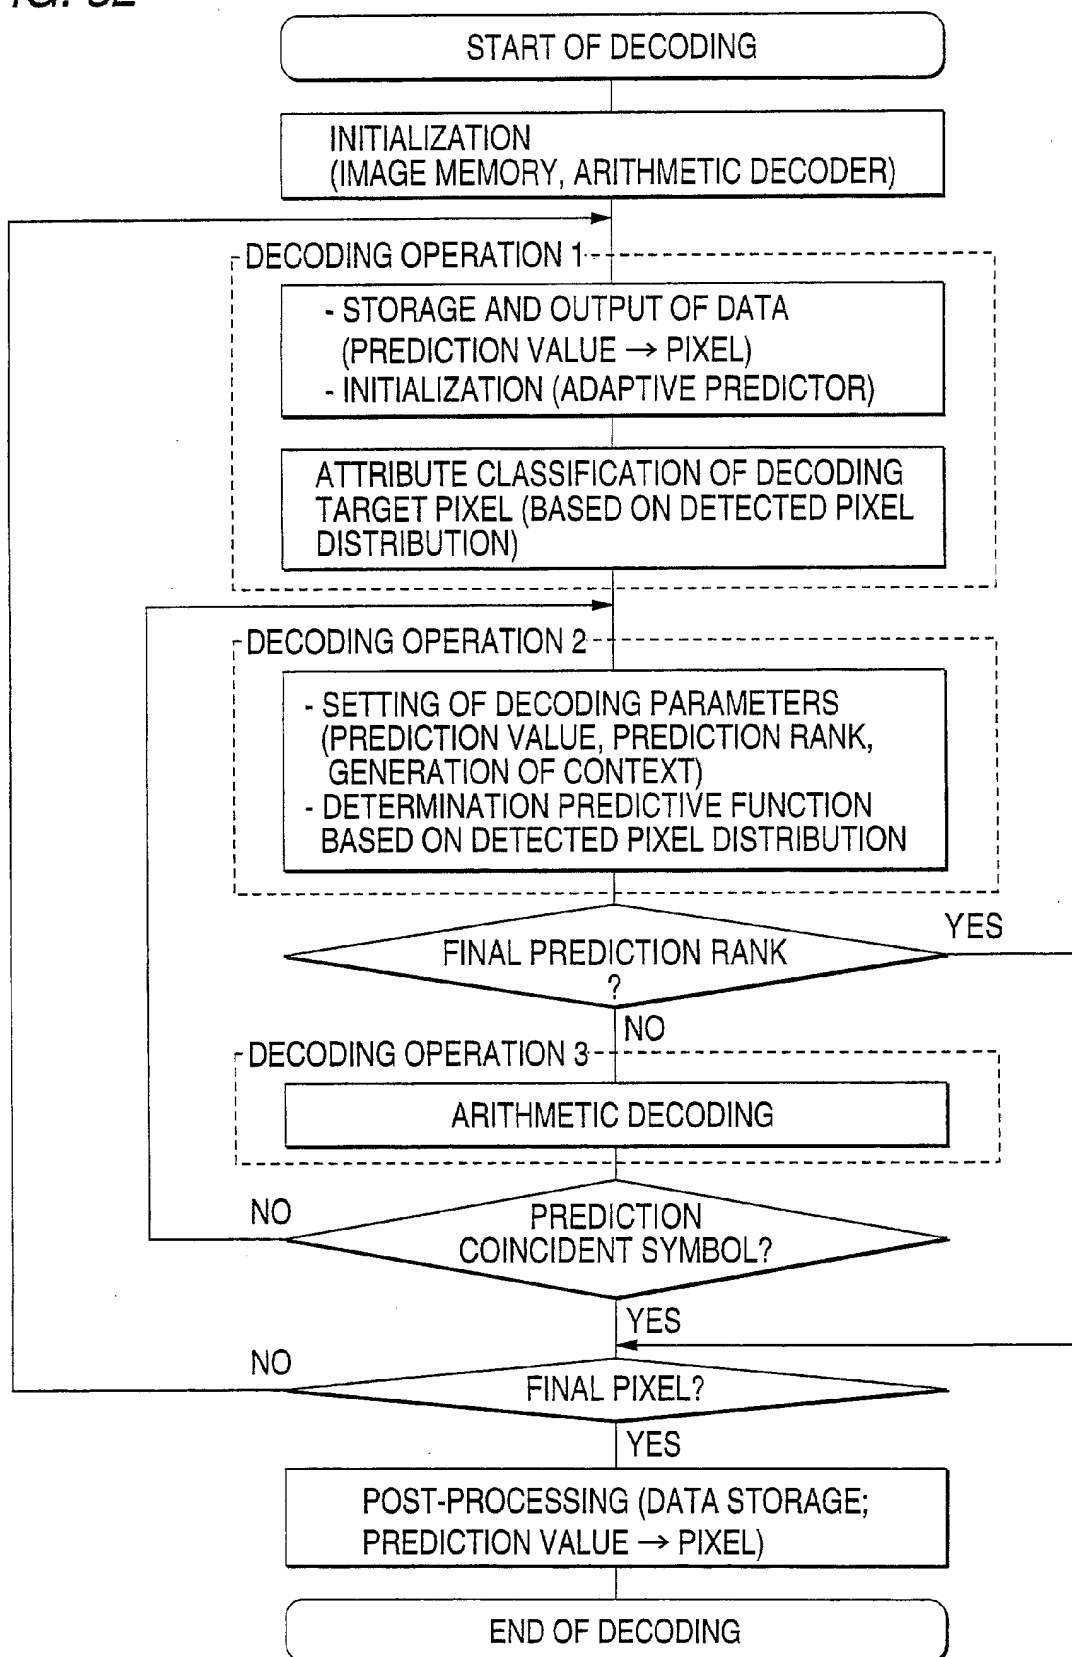 START OF DECODING
INITIALIZATION
(IMAGE MEMORY, ARITHMETIC DECODER)
DECODING OPERATION 1
- STORAGE AND OUTPUT OF DATA
(PREDICTION VALUE → PIXEL)
- INITIALIZATION (ADAPTIVE PREDICTOR)
ATTRIBUTE CLASSIFICATION OF DECODING
TARGET PIXEL (BASED ON DETECTED PIXEL
DISTRIBUTION)
DECODING OPERATION 2
- SETTING OF DECODING PARAMETERS
(PREDICTION VALUE, PREDICTION RANK,
GENERATION OF CONTEXT)
- DETERMINATION PREDICTIVE FUNCTION
BASED ON DETECTED PIXEL DISTRIBUTION
YES
FINAL PREDICTION RANK
?
NO
DECODING OPERATION 3
ARITHMETIC DECODING
NO
PREDICTION
COINCIDENT SYMBOL?
YES
NO
FINAL PIXEL?
YES
POST-PROCESSING (DATA STORAGE;
PREDICTION VALUE → PIXEL)
END OF DECODING